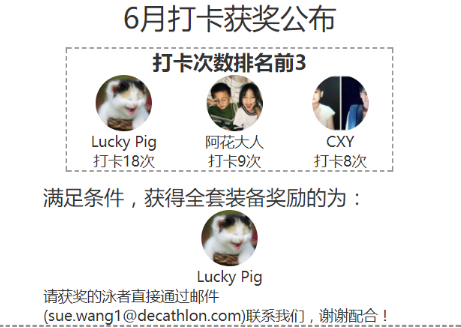 6月打卡获奖公布
打卡次数排名前3
Lucky Pig 阿花大人 CXY
打卡18次 打卡9次 打卡8次
满足条件，获得全套装备奖励的为：
Lucky Pig
请获奖的泳者直接通过邮件
(sue.wang1@decathlon.com)联系我们，谢谢配合！